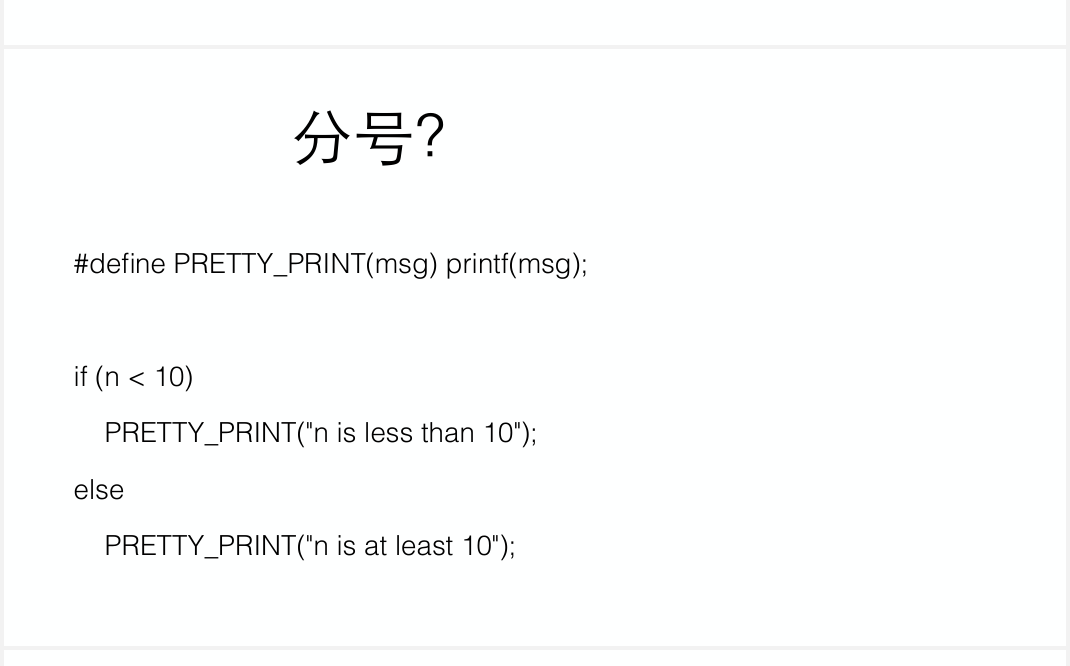 分号?
#define PRETTY_PRINT(msg) printf(msg);
if (n < 10)
PRETTY_PRINT("n is less than 10");
else
PRETTY_PRINT("n is at least 10");